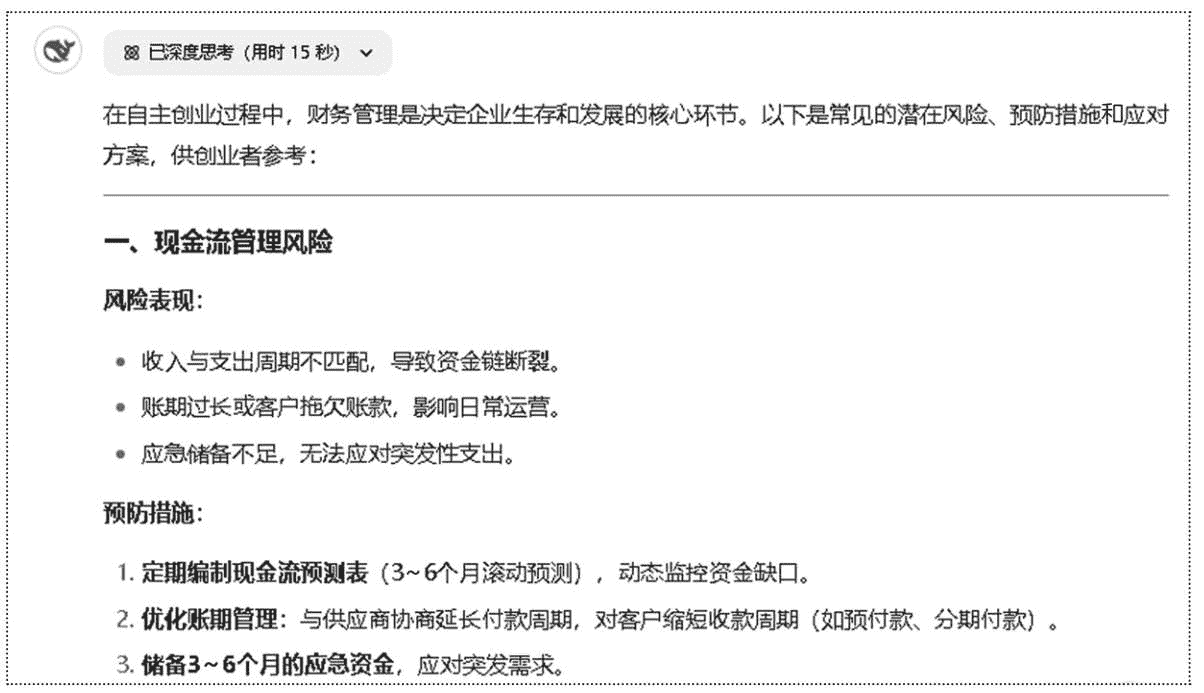 已深度思考（用时 15 秒）
在自主创业过程中，财务管理是决定企业生存和发展的核心环节。以下是常见的潜在风险、预防措施和应对
方案，供创业者参考：
一、现金流管理风险
风险表现：
• 收入与支出周期不匹配，导致资金链断裂。
• 账期过长或客户拖欠账款，影响日常运营。
• 应急储备不足，无法应对突发性支出。
预防措施：
1. 定期编制现金流预测表（3~6个月滚动预测），动态监控资金缺口。
2. 优化账期管理：与供应商协商延长付款周期，对客户缩短收款周期（如预付款、分期付款）。
3. 储备3~6个月的应急资金，应对突发需求。